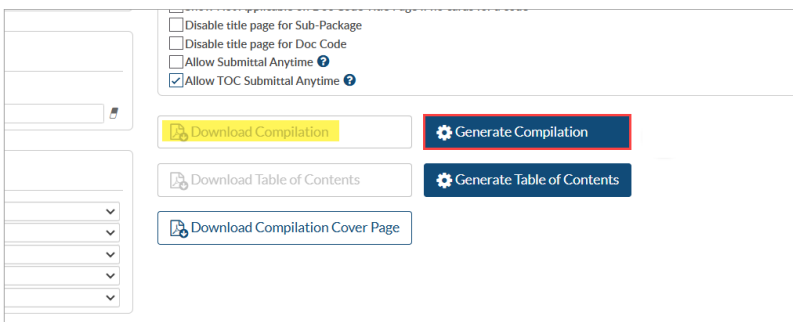 Disable title page for Sub-Package
Disable title page for Doc Code
Allow Submittal Anytime ?
Allow TOC Submittal Anytime ?
Download Compilation
Generate Compilation
Download Table of Contents
Generate Table of Contents
Download Compilation Cover Page